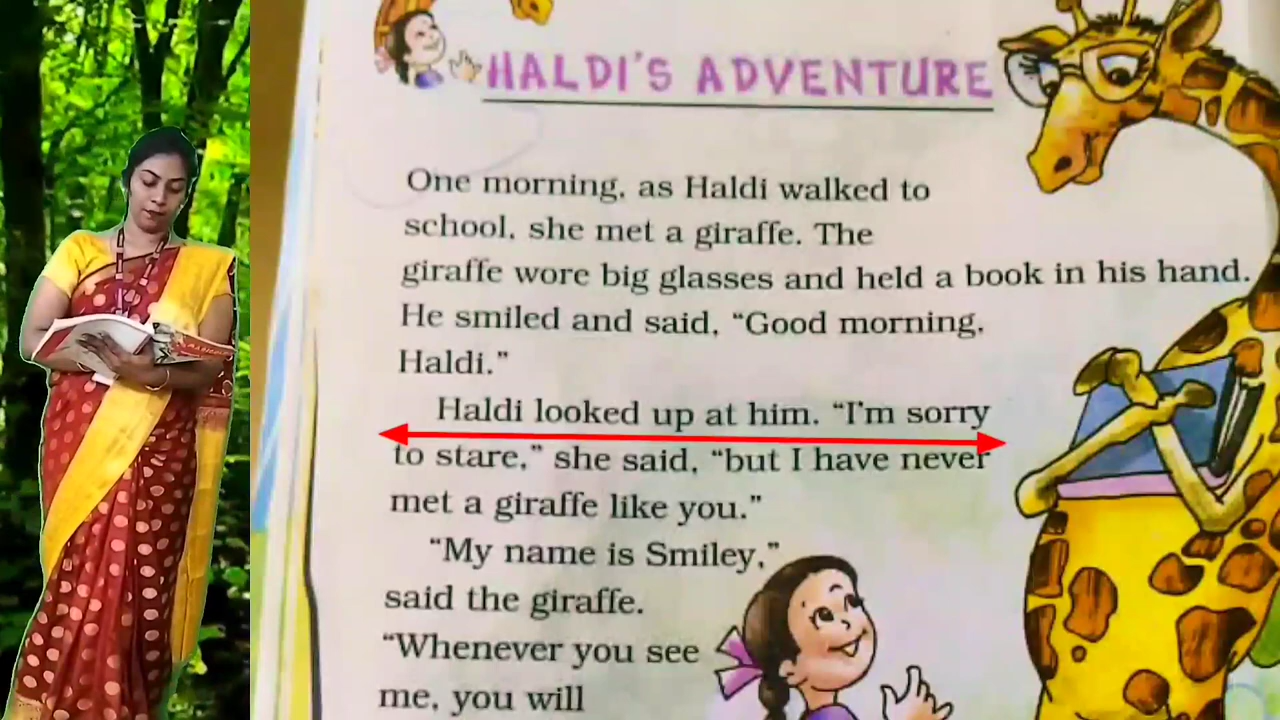 HALDI'S ADVENTURE
One morning, as Haldi walked to
school, she met a giraffe. The
giraffe wore big glasses and held a book in his hand.
He smiled and said, “Good morning,
Haldi.”
Haldi looked up at him. “I'm sorry
to stare,” she said, “but I have never
met a giraffe like you.”
“My name is Smiley,”
said the giraffe.
“Whenever you see
me, you will